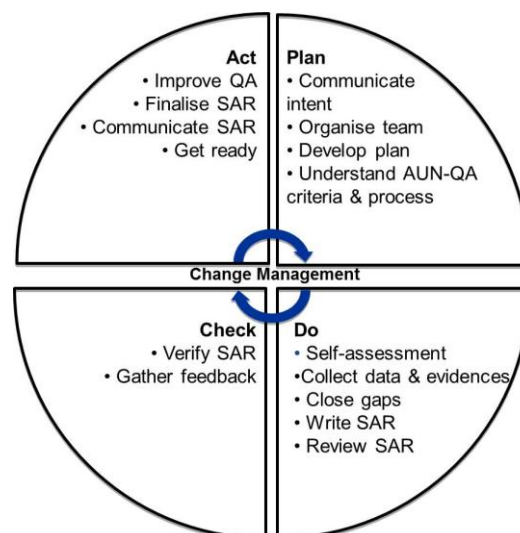 Act
• Improve QA
• Finalise SAR
• Communicate SAR
• Get ready
Plan
• Communicate
intent
• Organise team
• Develop plan
• Understand AUN-QA
criteria & process
Change Management
Check
• Verify SAR
• Gather feedback
Do
• Self-assessment
•Collect data & evidences
• Close gaps
• Write SAR
• Review SAR